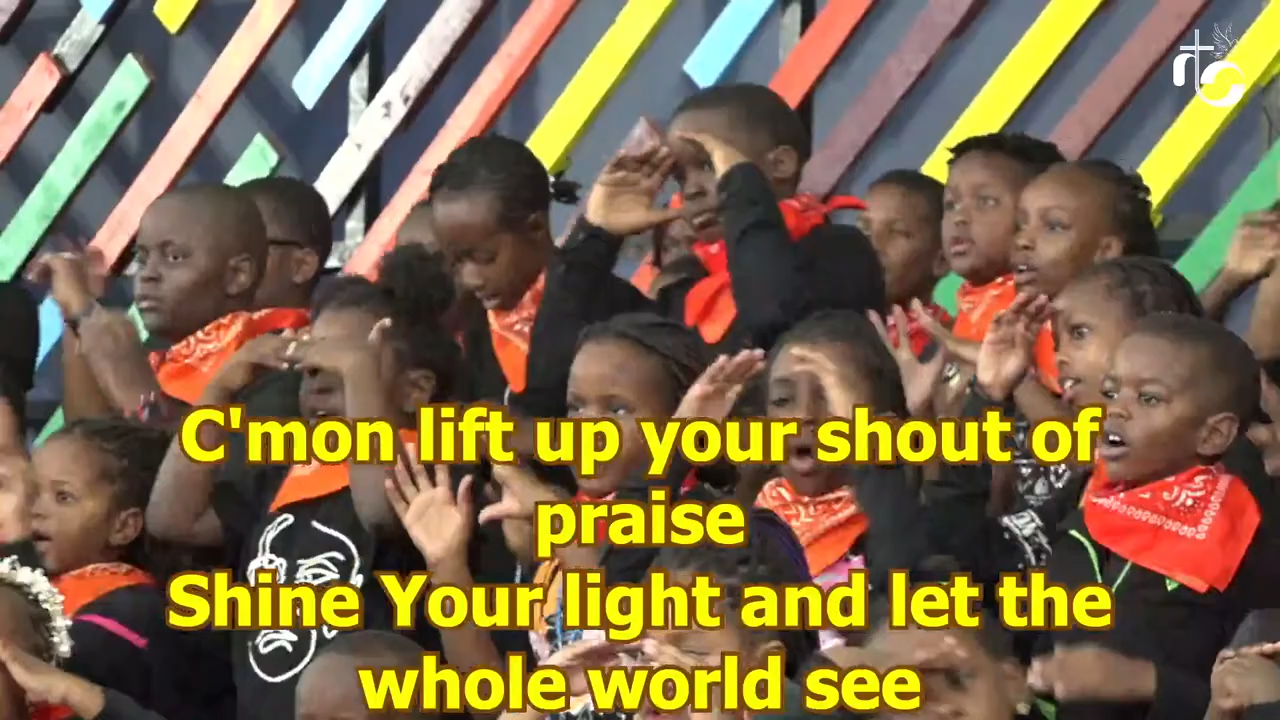 C'mon lift up your shout of
praise
Shine Your light and let the
whole world see